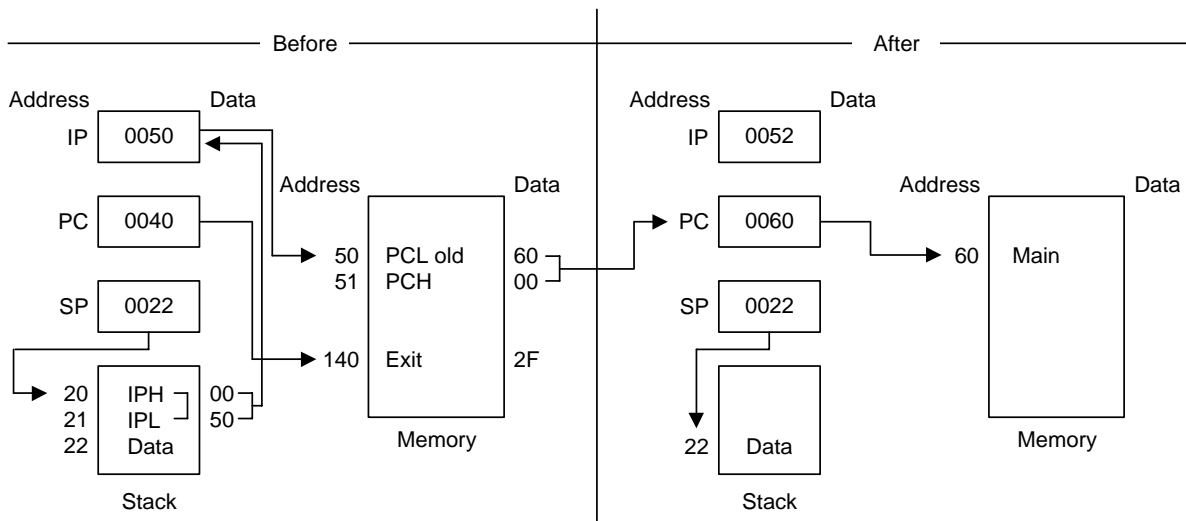 Before
After
Address Data
IP 0050
PC 0040
SP 0022
20 IPH 00
21 IPL 50
22 Data
Stack
Address Data
50 PCL old 60
51 PCH 00
140 Exit 2F
Memory
Address Data
IP 0052
PC 0060
SP 0022
22 Data
Stack
Address Data
60 Main
Memory